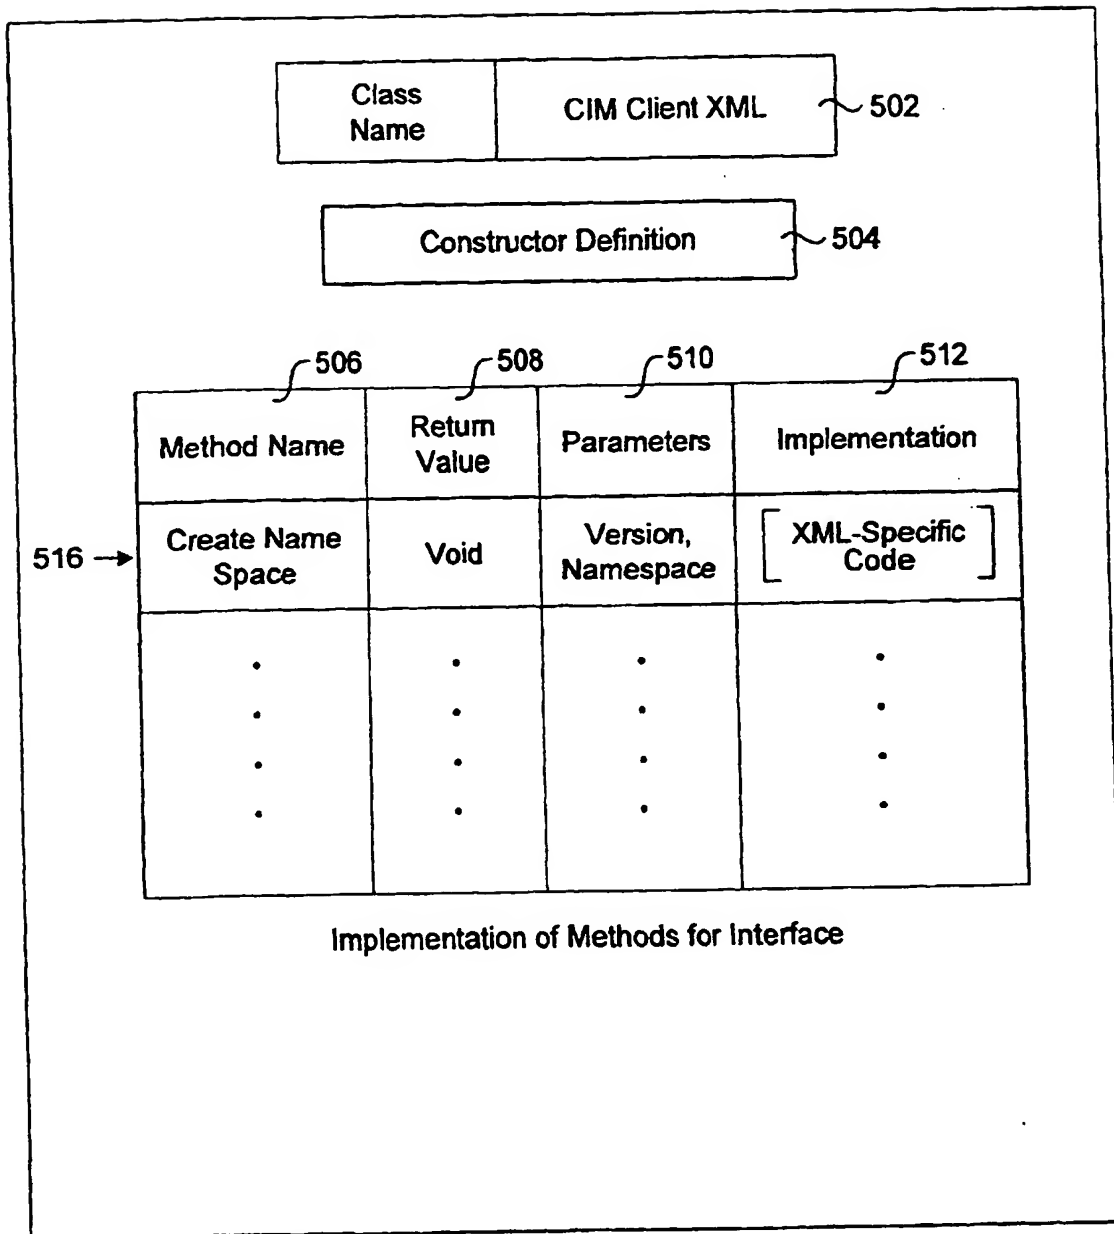 Class
Name
CIM Client XML
502
Constructor Definition
504
506
508
510
512
Method Name
Return
Value
Parameters
Implementation
516
Create Name
Space
Void
Version,
Namespace
XML-Specific
Code
Implementation of Methods for Interface